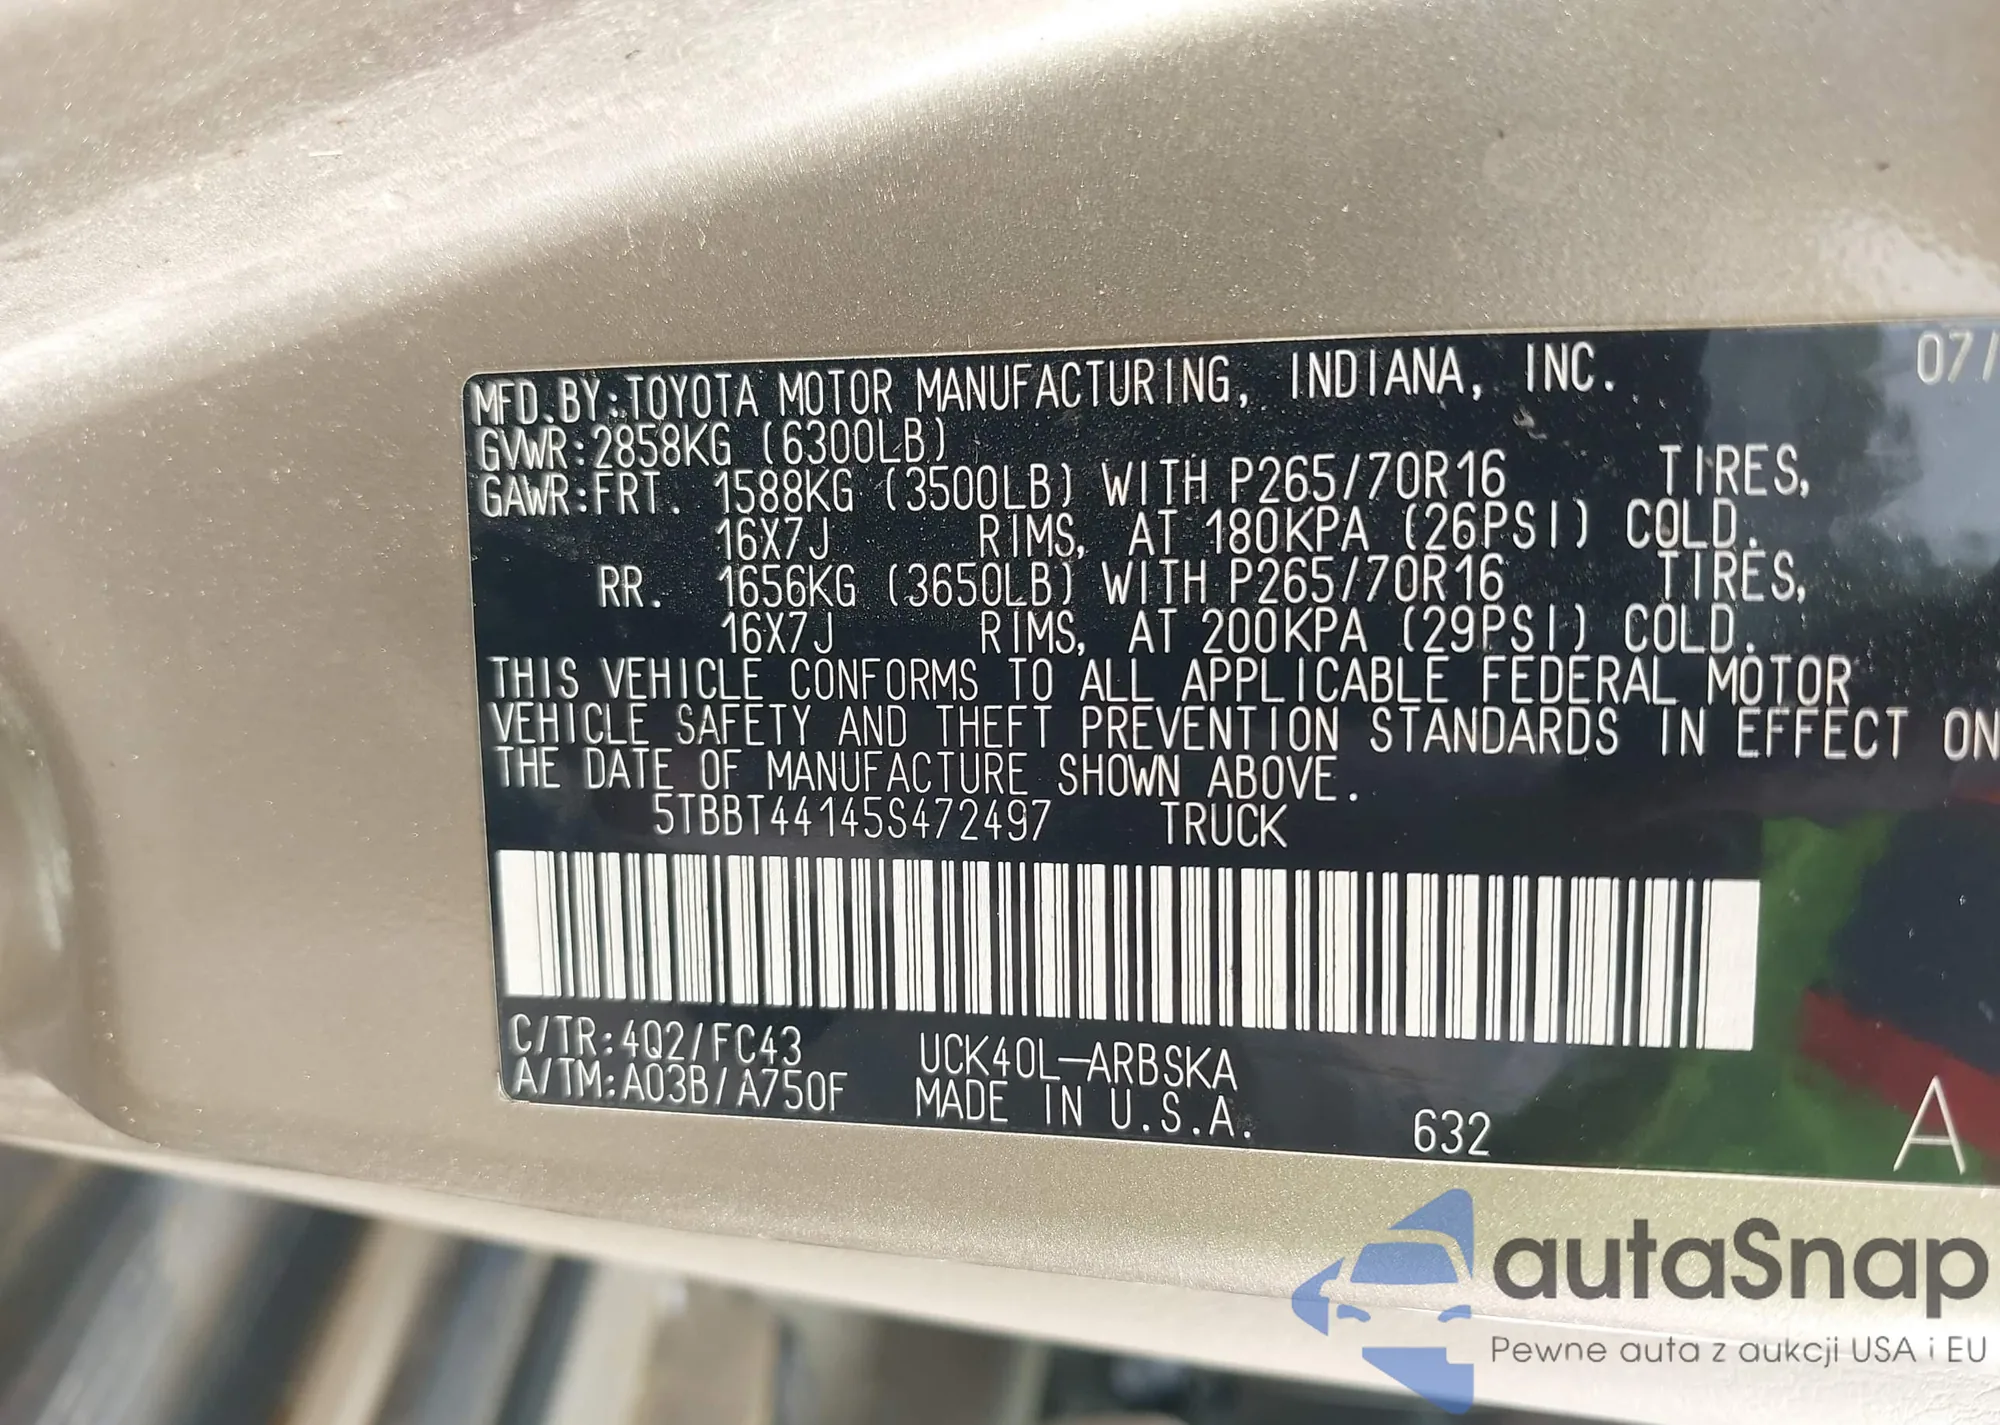 MFD.BY:TOYOTA MOTOR MANUFACTURING, INDIANA, INC. 07/
GVWR:2858KG (6300LB)
GAWR:FRT. 1588KG (3500LB) WITH P265/70R16 TIRES,
16X7J RIMS, AT 180KPA (26PSI) COLD.
RR. 1656KG (3650LB) WITH P265/70R16 TIRES,
16X7J RIMS, AT 200KPA (29PSI) COLD.
THIS VEHICLE CONFORMS TO ALL APPLICABLE FEDERAL MOTOR
VEHICLE SAFETY AND THEFT PREVENTION STANDARDS IN EFFECT ON
THE DATE OF MANUFACTURE SHOWN ABOVE.
5TBBT44145S472497 TRUCK
C/TR:4Q2/FC43 UCK40L-ARBSKA
A/TM:A03B/A750F MADE IN U.S.A. 632 A
autaSnap
Pewne auta z aukcji USA i EU